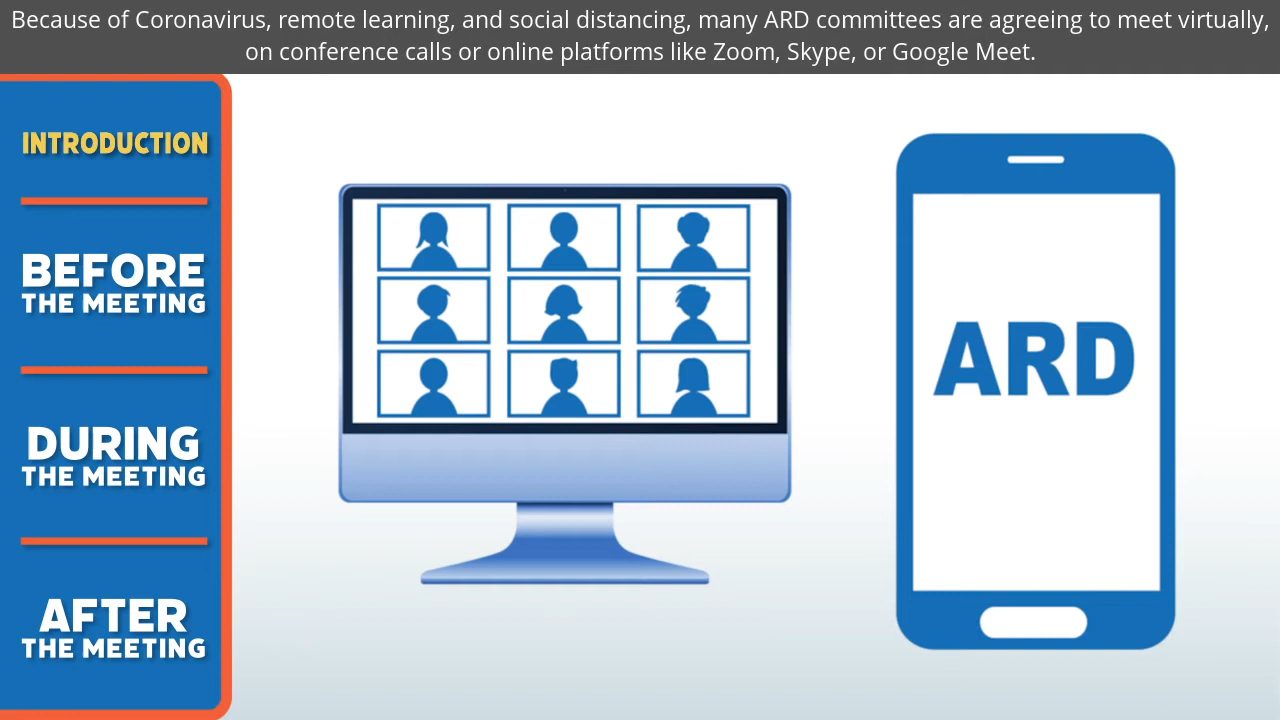 Because of Coronavirus, remote learning, and social distancing, many ARD committees are agreeing to meet virtually,
on conference calls or online platforms like Zoom, Skype, or Google Meet.
INTRODUCTION
BEFORE
THE MEETING
DURING
THE MEETING
AFTER
THE MEETING
ARD